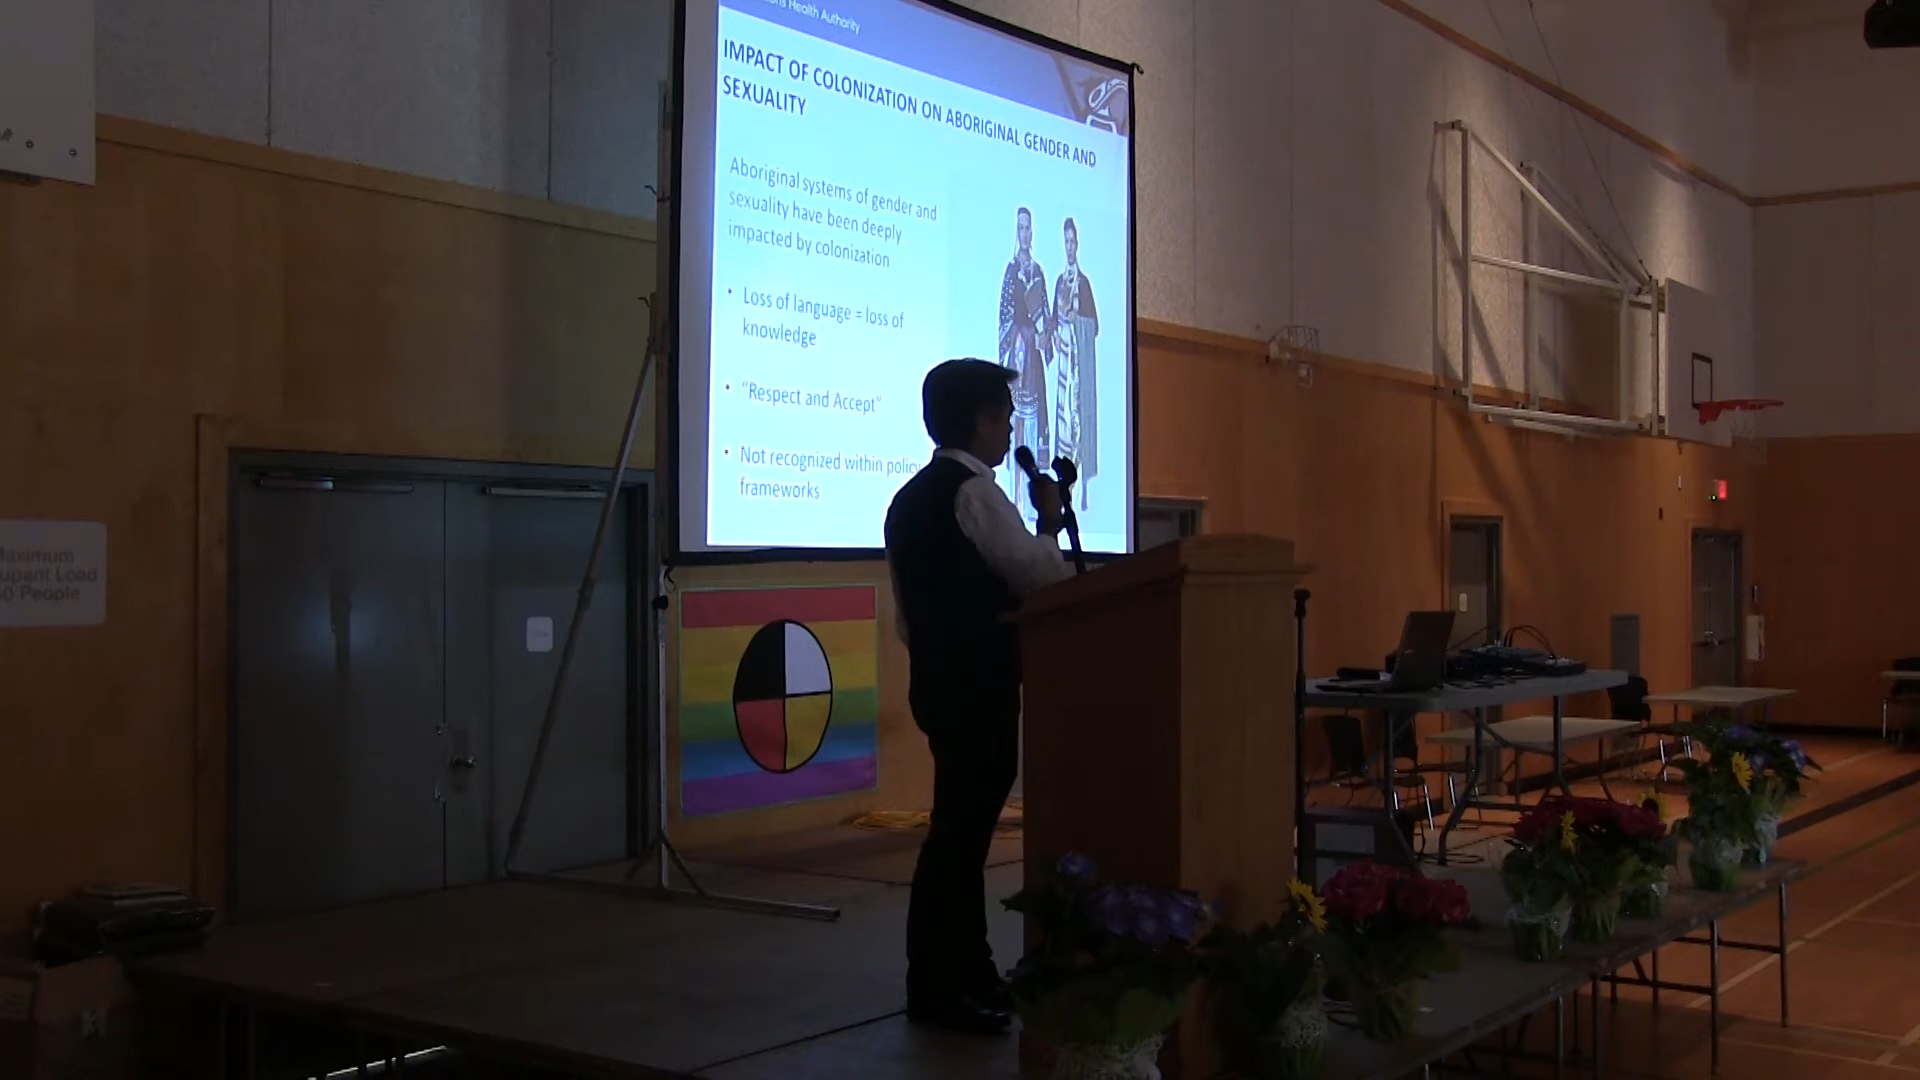 Health Authority
IMPACT OF COLONIZATION ON ABORIGINAL GENDER AND
SEXUALITY
Aboriginal systems of gender and
sexuality have been deeply
impacted by colonization
• Loss of language = loss of
knowledge
• "Respect and Accept"
• Not recognized within policy
frameworks
Maximum
upant Load
0 People